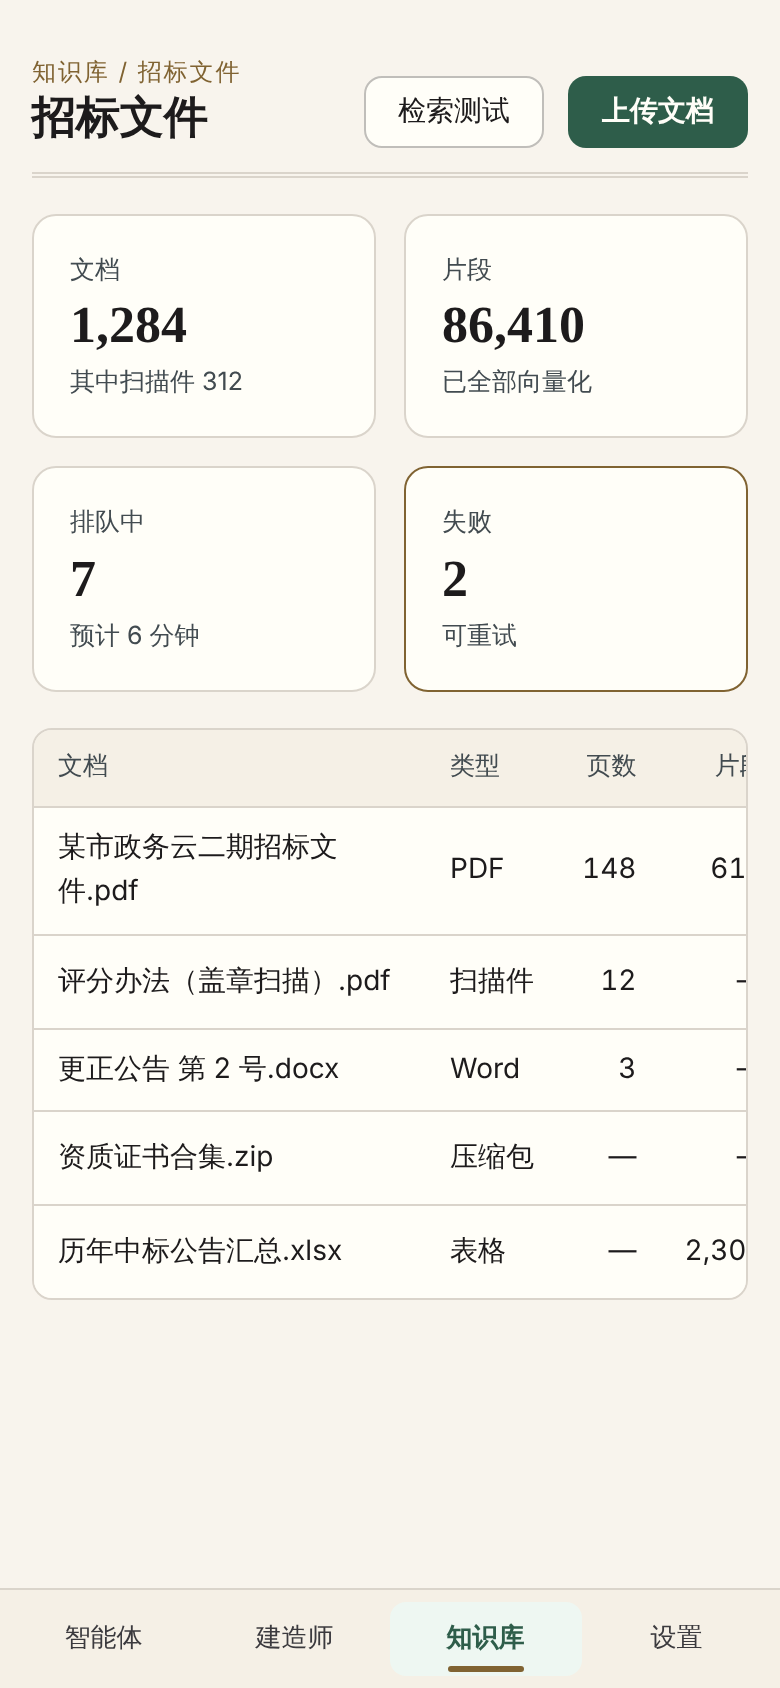 知识库 / 招标文件
招标文件
检索测试
上传文档
文档
1,284
其中扫描件 312
片段
86,410
已全部向量化
排队中
7
预计 6 分钟
失败
2
可重试
文档 类型 页数 片
某市政务云二期招标文
件.pdf PDF 148 61
评分办法（盖章扫描）.pdf 扫描件 12 –
更正公告 第 2 号.docx Word 3 –
资质证书合集.zip 压缩包 — –
历年中标公告汇总.xlsx 表格 — 2,30
智能体 建造师 知识库 设置